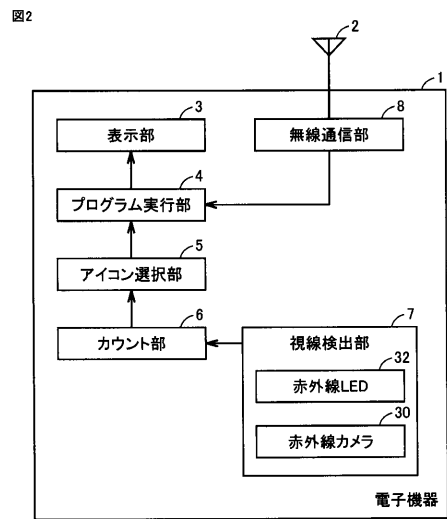 図2
2
1
3
表示部
8
無線通信部
4
プログラム実行部
5
アイコン選択部
6
カウント部
7
視線検出部
32
赤外線LED
30
赤外線カメラ
電子機器